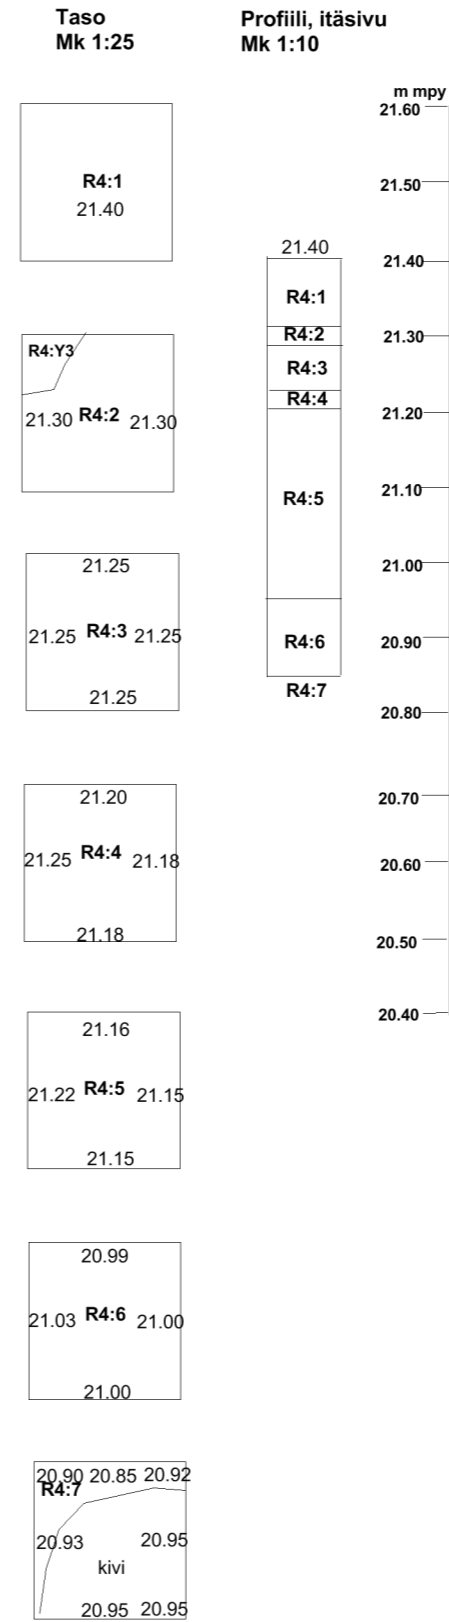 Taso
Mk 1:25
R4:1
21.40
R4:Y3
21.30 R4:2 21.30
21.25
21.25 R4:3 21.25
21.25
21.20
21.25 R4:4 21.18
21.18
21.16
21.22 R4:5 21.15
21.15
20.99
21.03 R4:6 21.00
21.00
20.90 20.85 20.92
R4:7
20.93 20.95
kivi
20.95 20.95
Profiili, itäsivu
Mk 1:10
21.40
R4:1
R4:2
R4:3
R4:4
R4:5
R4:6
R4:7
m mpy
21.60
21.50
21.40
21.30
21.20
21.10
21.00
20.90
20.80
20.70
20.60
20.50
20.40